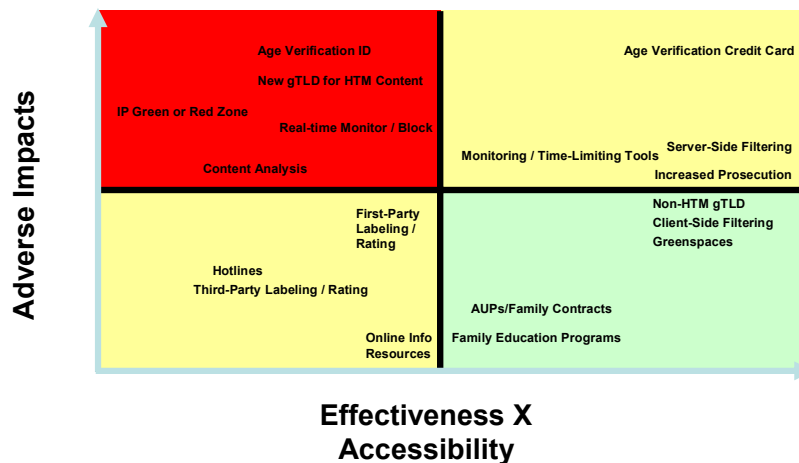 Adverse Impacts
Age Verification ID
New gTLD for HTM Content
IP Green or Red Zone
Real-time Monitor / Block
Content Analysis
Age Verification Credit Card
Server-Side Filtering
Monitoring / Time-Limiting Tools
Increased Prosecution
First-Party
Labeling /
Rating
Hotlines
Third-Party Labeling / Rating
Online Info
Resources
Non-HTM gTLD
Client-Side Filtering
Greenspaces
AUPs/Family Contracts
Family Education Programs
Effectiveness X
Accessibility